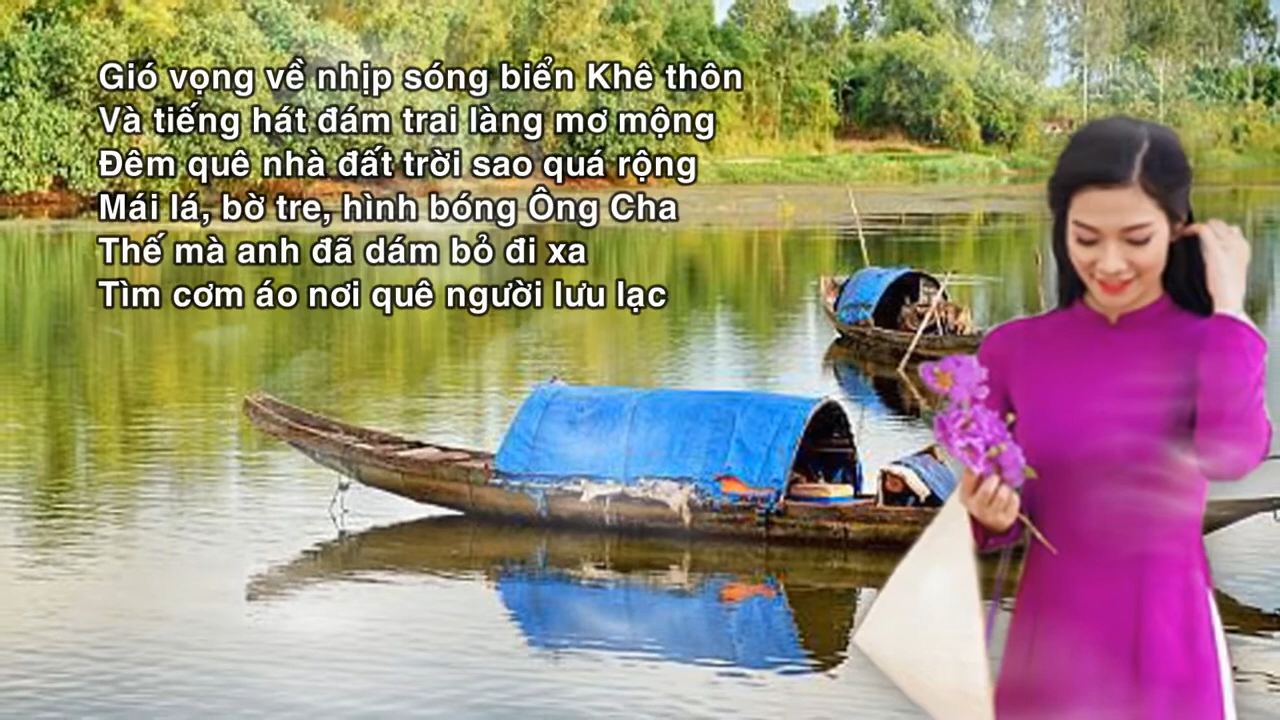 Gió vọng về nhịp sóng biển Khê thôn
Và tiếng hát đám trai làng mơ mộng
Đêm quê nhà đất trời sao quá rộng
Mái lá, bờ tre, hình bóng Ông Cha
Thế mà anh đã dám bỏ đi xa
Tìm cơm áo nơi quê người lưu lạc